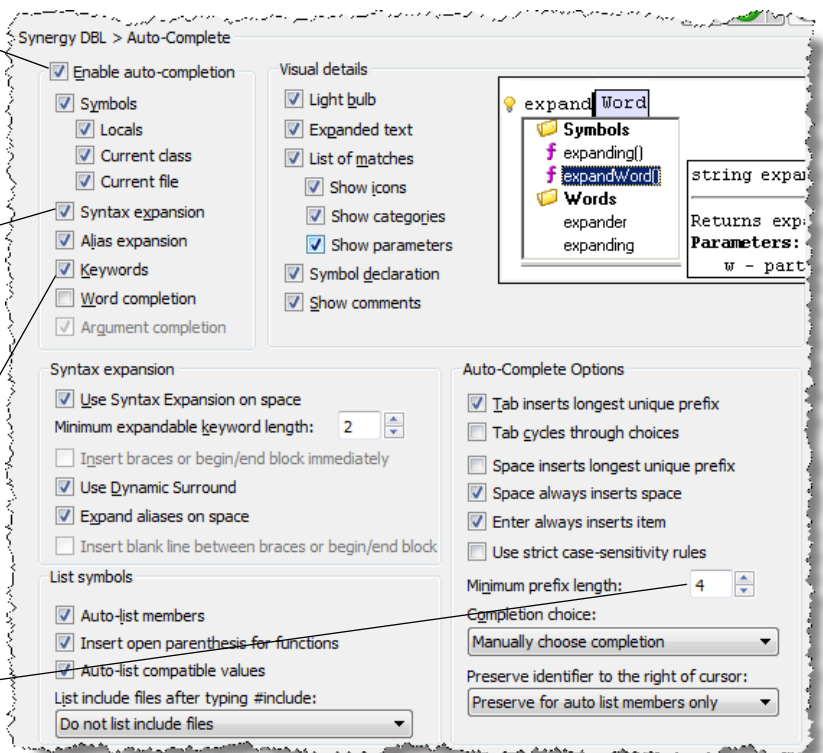 Synergy DBL > Auto-Complete
Enable auto-completion
Symbols
Locals
Current class
Current file
Syntax expansion
Alias expansion
Keywords
Word completion
Argument completion
Visual details
Light bulb
Expanded text
List of matches
Show icons
Show categories
Show parameters
Symbol declaration
Show comments
expand Word
Symbols
f expanding()
f expandWord()
Words
expander
expanding
string expan
Returns exp
Parameters:
w - part
Syntax expansion
Use Syntax Expansion on space
Minimum expandable keyword length: 2
Insert braces or begin/end block immediately
Use Dynamic Surround
Expand aliases on space
Insert blank line between braces or begin/end block
List symbols
Auto-list members
Insert open parenthesis for functions
Auto-list compatible values
List include files after typing #include:
Do not list include files
Auto-Complete Options
Tab inserts longest unique prefix
Tab cycles through choices
Space inserts longest unique prefix
Space always inserts space
Enter always inserts item
Use strict case-sensitivity rules
Minimum prefix length: 4
Completion choice:
Manually choose completion
Preserve identifier to the right of cursor:
Preserve for auto list members only